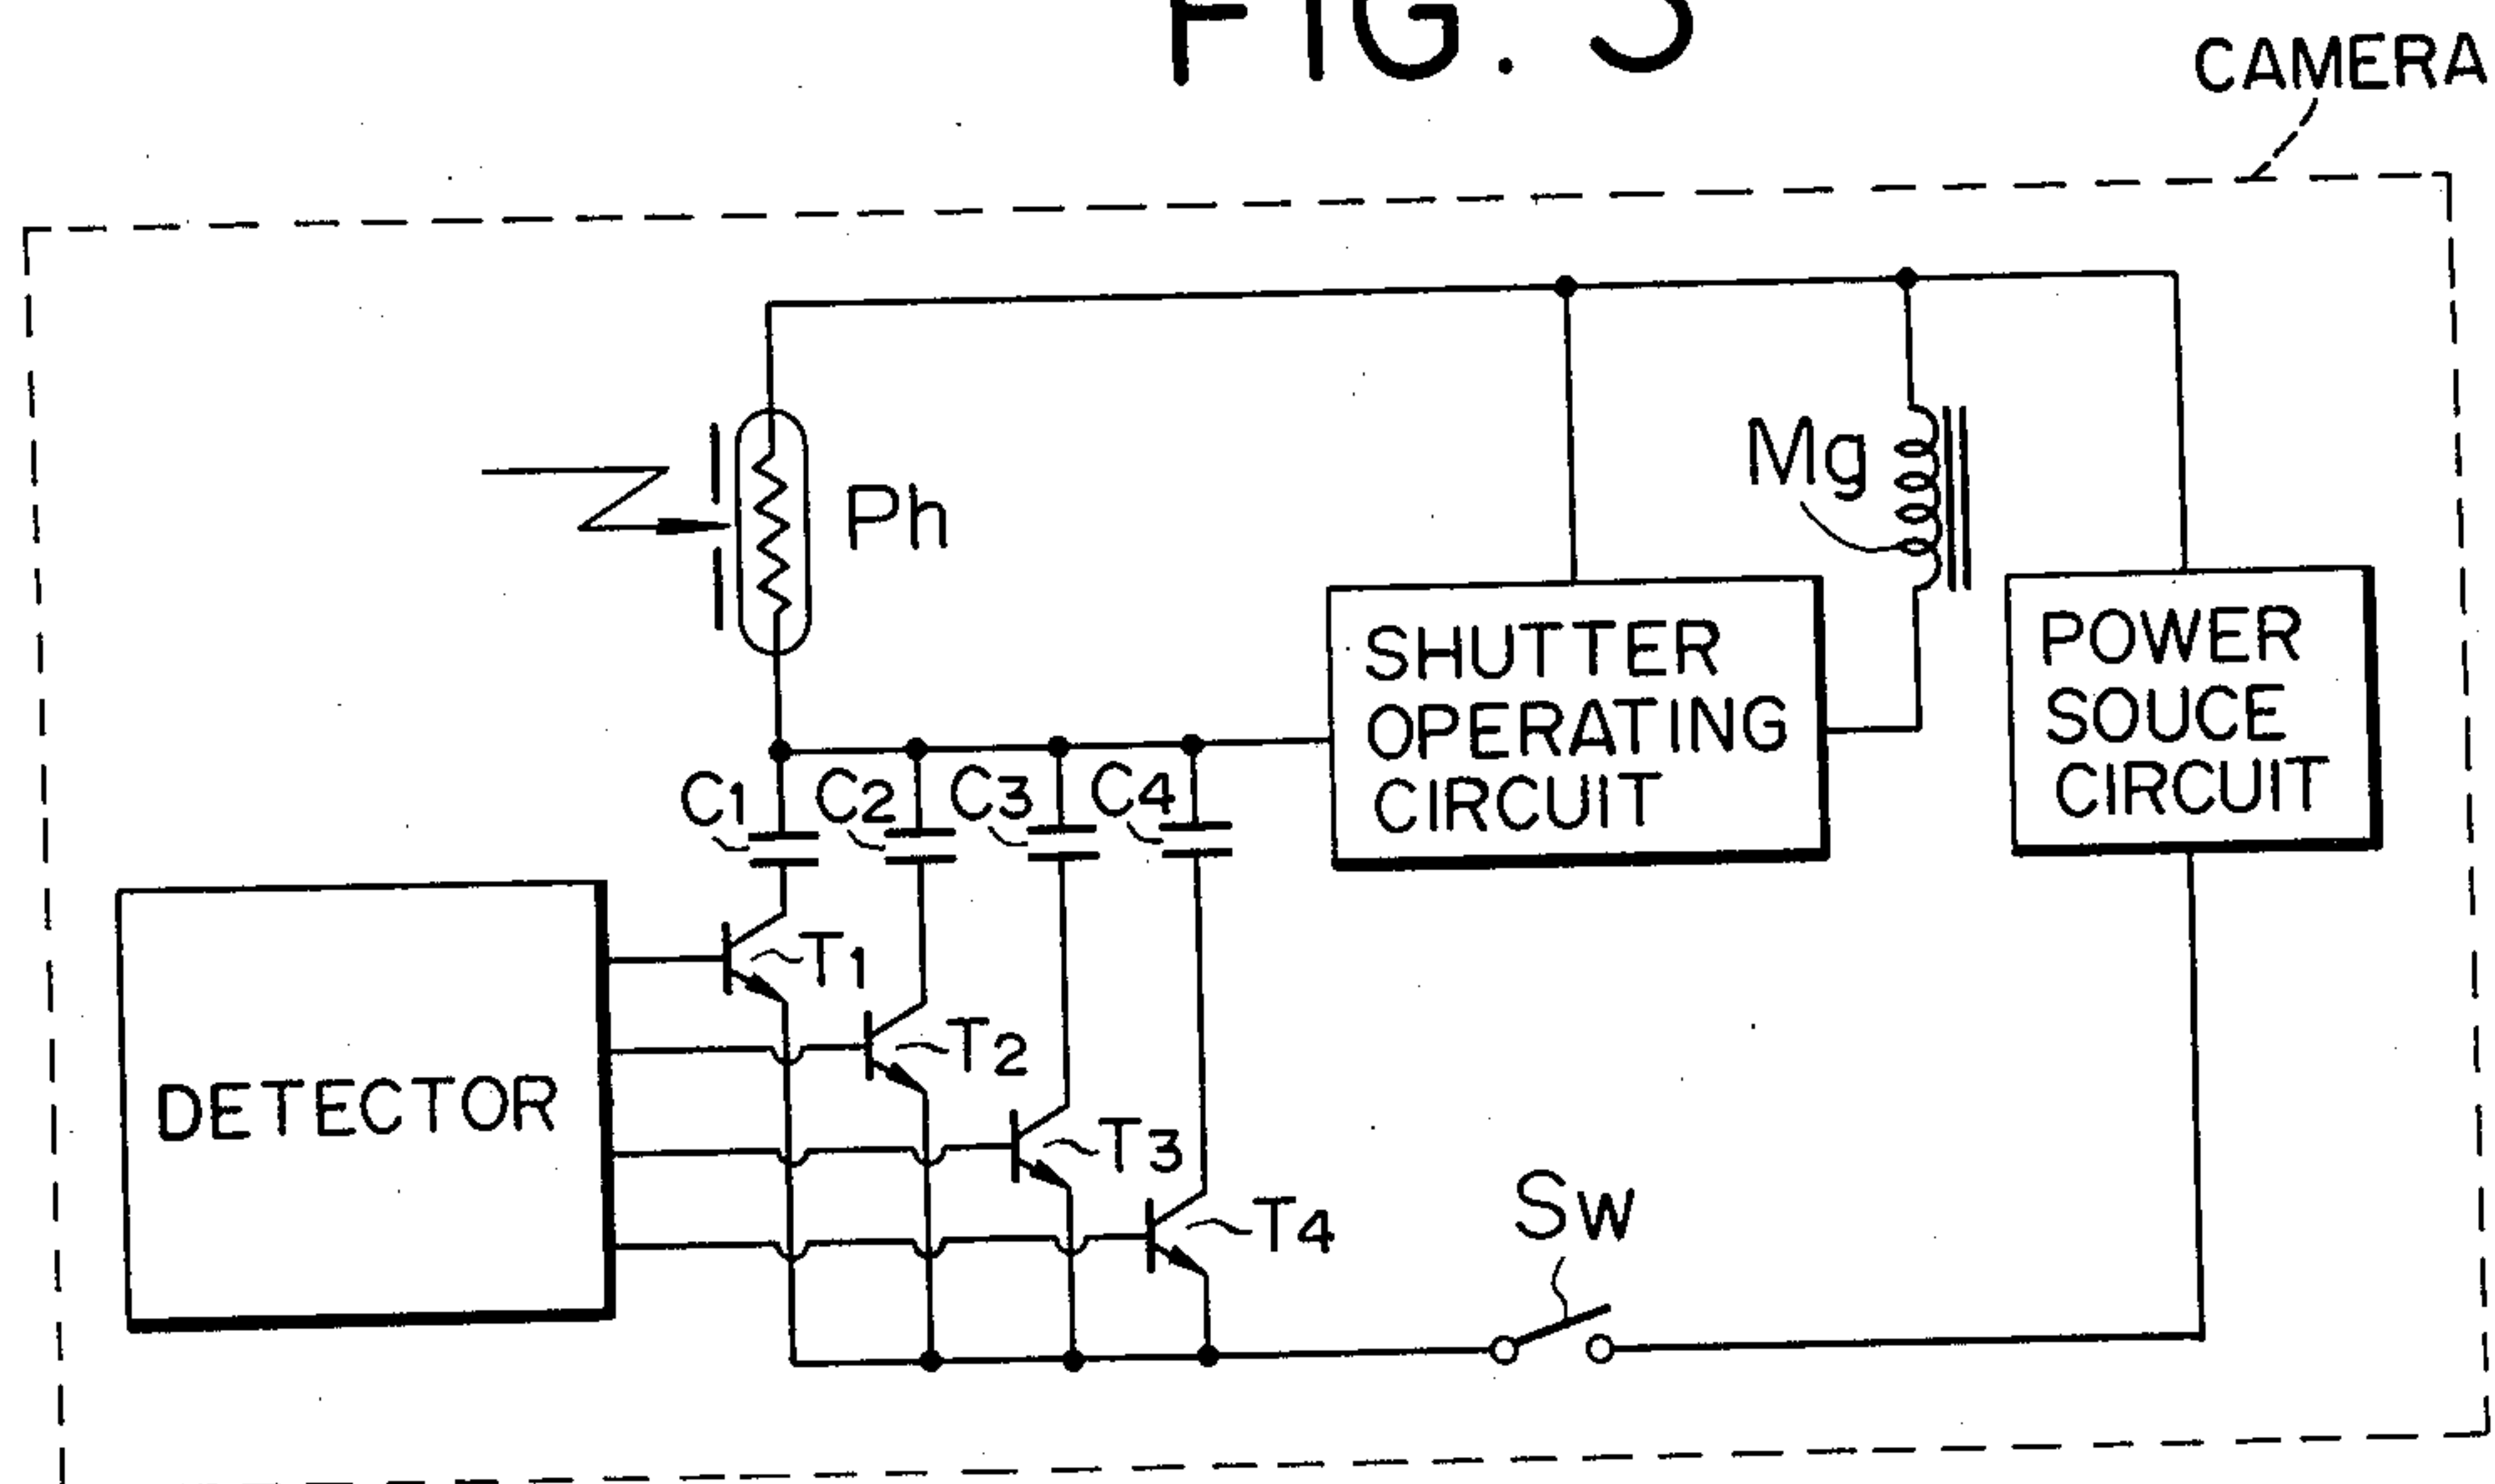 FIG. 3
CAMERA
Ph
Mg
SHUTTER
OPERATING
CIRCUIT
POWER
SOUCE
CIRCUIT
C1
C2
C3
C4
T1
T2
T3
T4
DETECTOR
Sw